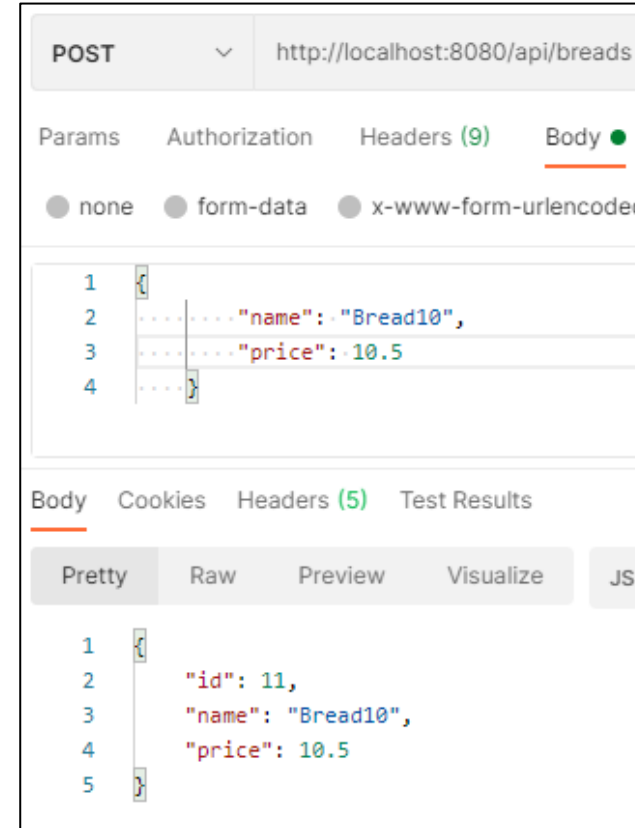 POST http://localhost:8080/api/breads
Params Authorization Headers (9) Body
none form-data x-www-form-urlencoded
1 {
2 "name": "Bread10",
3 "price": 10.5
4 }
Body Cookies Headers (5) Test Results
Pretty Raw Preview Visualize JS
1 {
2 "id": 11,
3 "name": "Bread10",
4 "price": 10.5
5 }